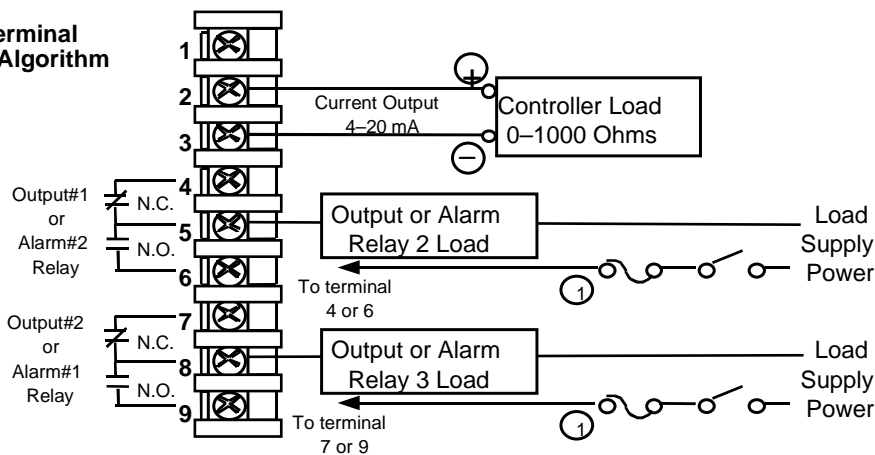 erminal
Algorithm
1
2
3
4
5
6
7
8
9
+
Current Output
4–20 mA
–
Controller Load
0–1000 Ohms
Output#1
or
Alarm#2
Relay
N.C.
N.O.
Output or Alarm
Relay 2 Load
Load
Supply
Power
To terminal
4 or 6
1
Output#2
or
Alarm#1
Relay
N.C.
N.O.
Output or Alarm
Relay 3 Load
Load
Supply
Power
To terminal
7 or 9
1